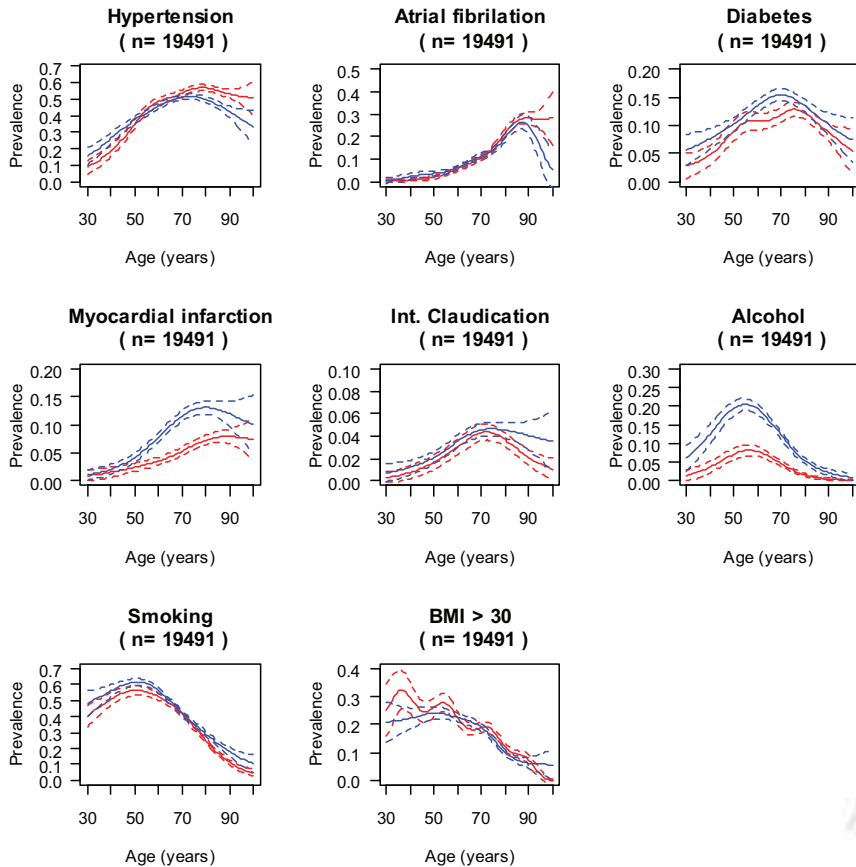 Hypertension
( n= 19491 )
Prevalence
0.7
0.6
0.5
0.4
0.3
0.2
0.1
0.0
30 50 70 90
Age (years)
Atrial fibrilation
( n= 19491 )
Prevalence
0.5
0.4
0.3
0.2
0.1
0.0
30 50 70 90
Age (years)
Diabetes
( n= 19491 )
Prevalence
0.20
0.15
0.10
0.05
0.00
30 50 70 90
Age (years)
Myocardial infarction
( n= 19491 )
Prevalence
0.20
0.15
0.10
0.05
0.00
30 50 70 90
Age (years)
Int. Claudication
( n= 19491 )
Prevalence
0.10
0.08
0.06
0.04
0.02
0.00
30 50 70 90
Age (years)
Alcohol
( n= 19491 )
Prevalence
0.30
0.20
0.15
0.10
0.05
0.00
30 50 70 90
Age (years)
Smoking
( n= 19491 )
Prevalence
0.7
0.6
0.5
0.4
0.3
0.2
0.1
0.0
30 50 70 90
Age (years)
BMI > 30
( n= 19491 )
Prevalence
0.4
0.3
0.2
0.1
0.0
30 50 70 90
Age (years)